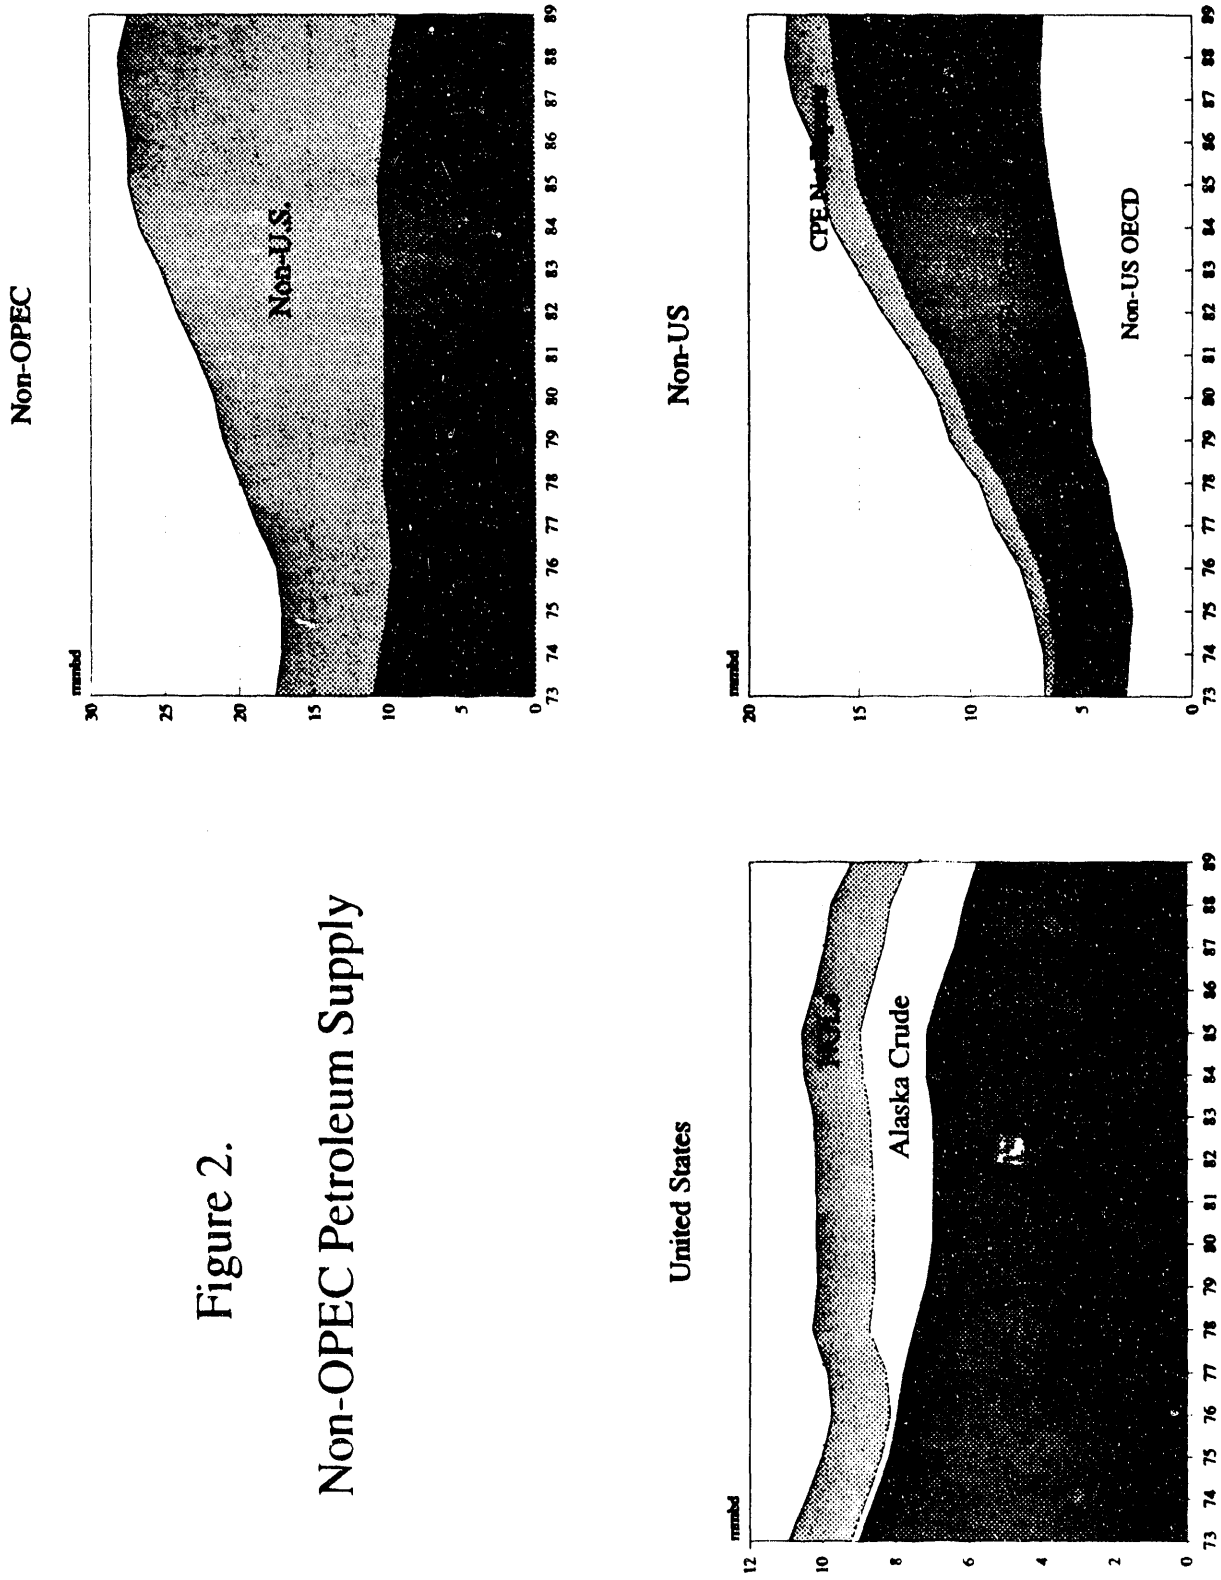 Figure 2.
Non-OPEC Petroleum Supply
Non-OPEC
mmbd
30
25
20
15
10
5
0
Non-U.S.
73 74 75 76 77 78 79 80 81 82 83 84 85 86 87 88 89
United States
mmbd
12
10
8
6
4
2
0
NGLs
Alaska Crude
73 74 75 76 77 78 79 80 81 82 83 84 85 86 87 88 89
Non-US
mmbd
20
15
10
5
0
CPE Net Exports
Non-US OECD
73 74 75 76 77 78 79 80 81 82 83 84 85 86 87 88 89